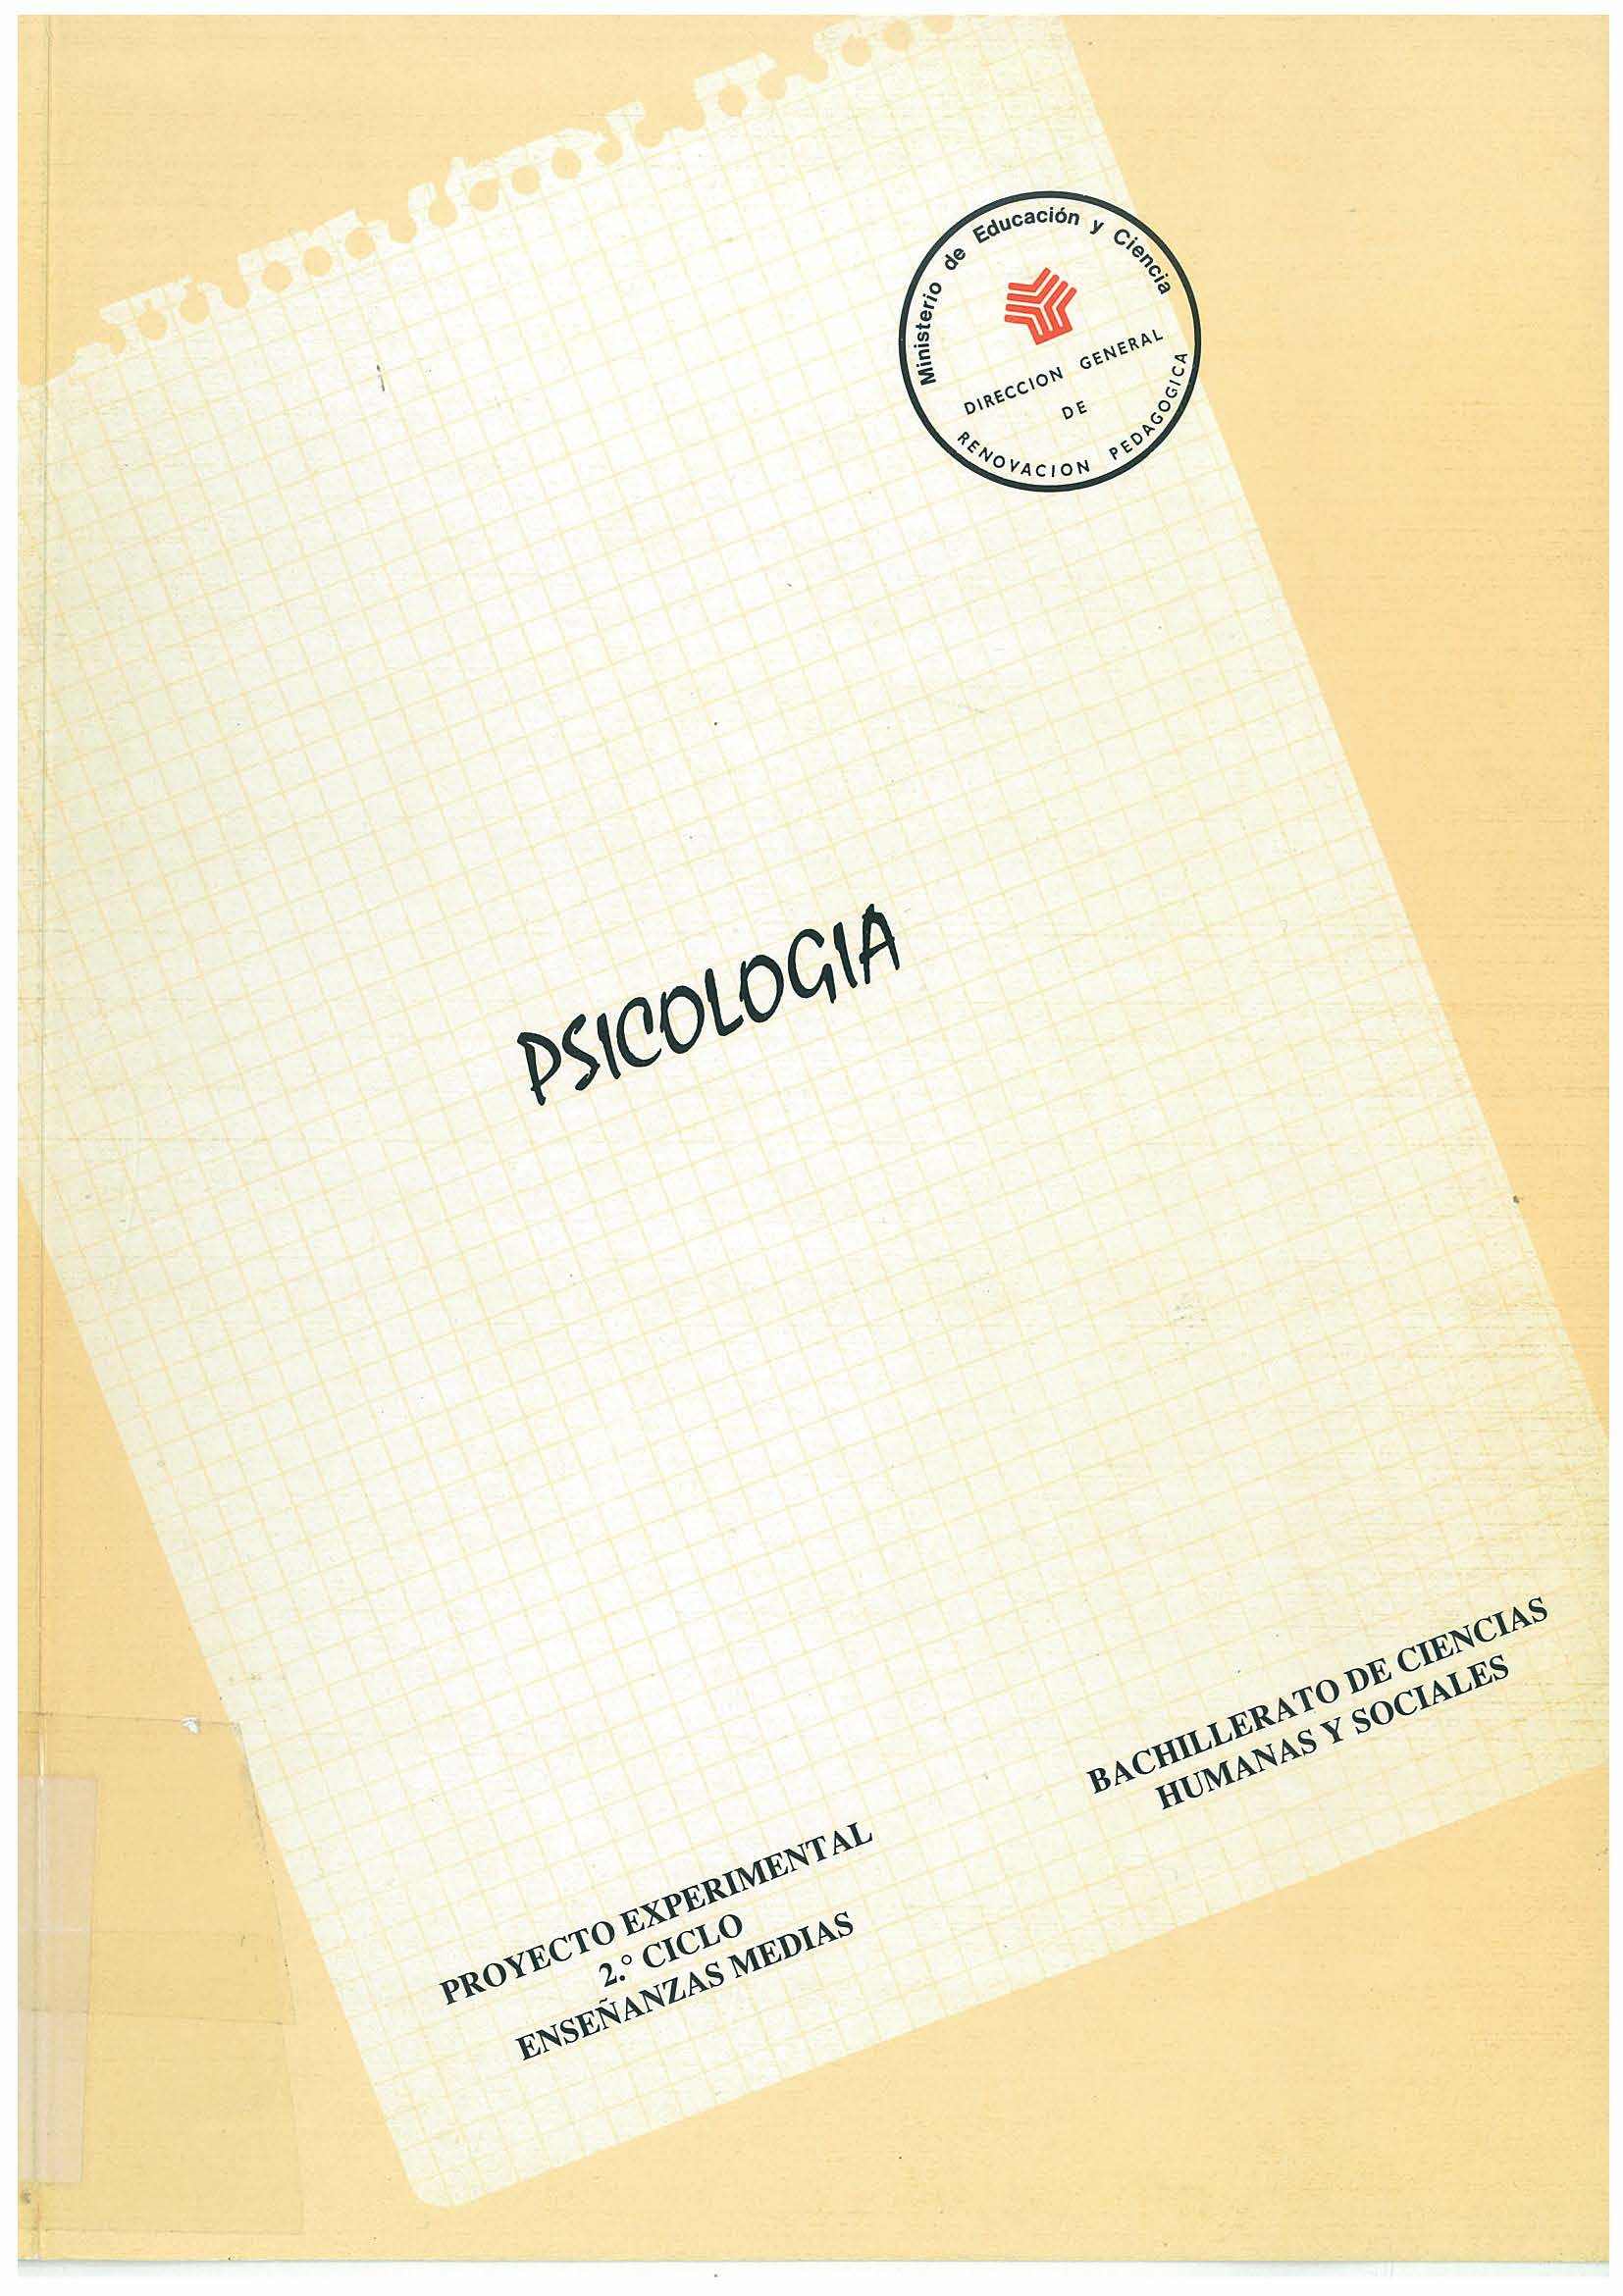 Ministerio de Educación y Ciencia
DIRECCION GENERAL
DE
RENOVACION PEDAGOGICA
PSICOLOGIA
BACHILLERATO DE CIENCIAS
HUMANAS Y SOCIALES
PROYECTO EXPERIMENTAL
2.° CICLO
ENSEÑANZAS MEDIAS